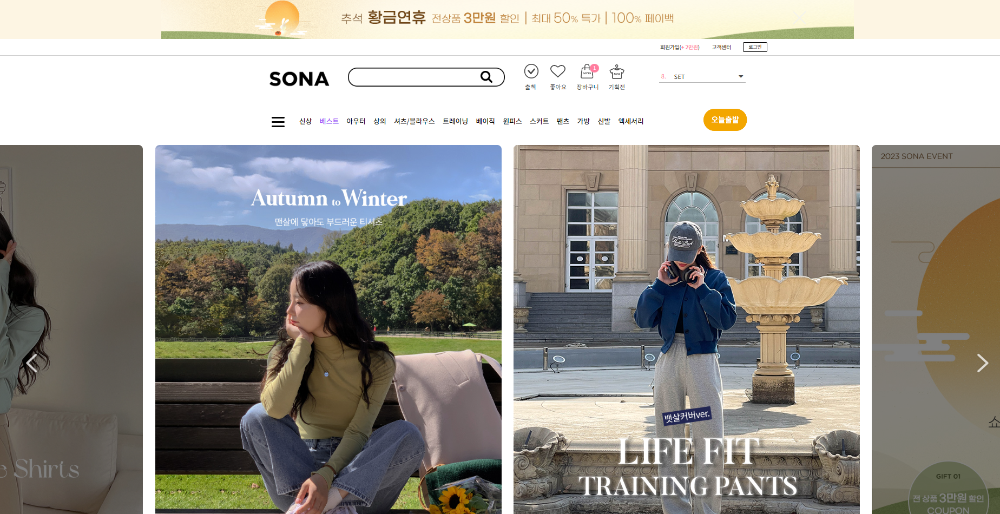 추석 황금연휴 전상품 3만원 할인 | 최대 50% 특가 | 100% 페이백
회원가입(+ 2만원) 고객센터 로그인
SONA
1
출첵 좋아요 장바구니 기획전
8. SET
신상 베스트 아우터 상의 셔츠/블라우스 트레이닝 베이직 원피스 스커트 팬츠 가방 신발 액세서리
오늘출발
e Shirts
Autumn to Winter
맨살에 닿아도 부드러운 티셔츠
뱃살커버ver.
LIFE FIT
TRAINING PANTS
2023 SONA EVENT
쇼
GIFT 01
전 상품 3만원 할인
COUPON